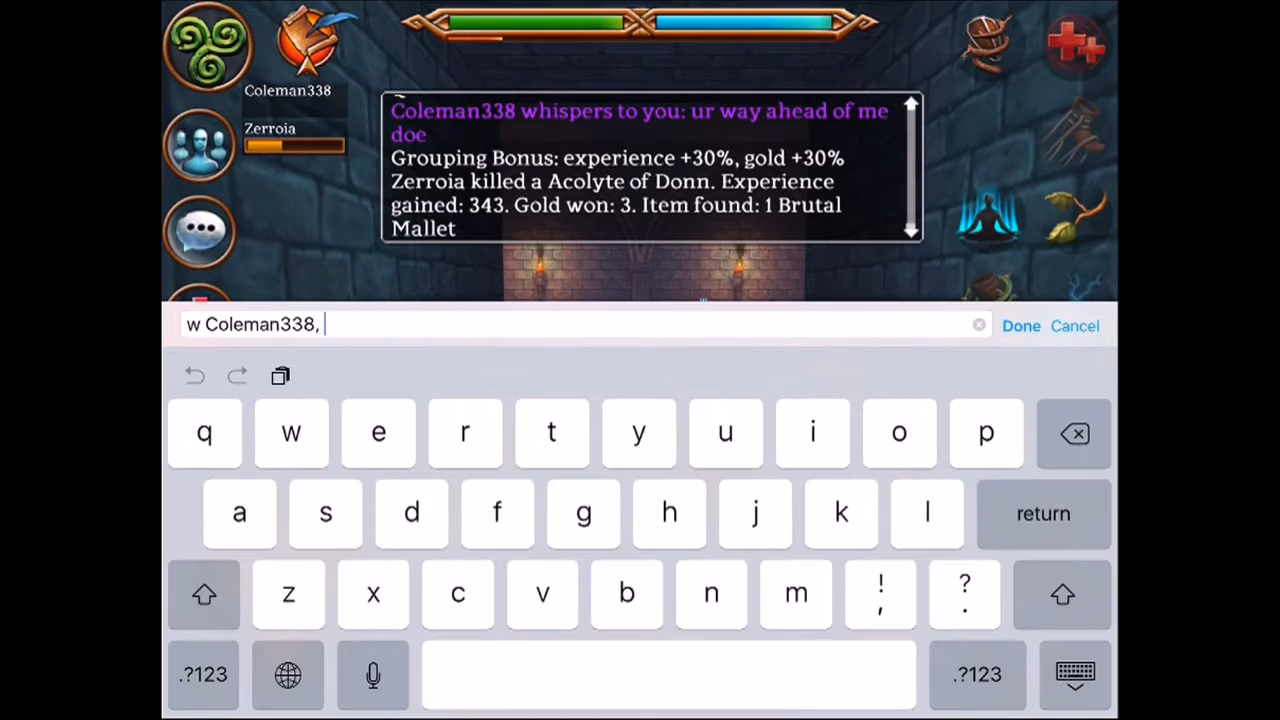 Coleman338
Zerroia
Coleman338 whispers to you: ur way ahead of me
doe
Grouping Bonus: experience +30%, gold +30%
Zerroia killed a Acolyte of Donn. Experience
gained: 343. Gold won: 3. Item found: 1 Brutal
Mallet
w Coleman338,
Done Cancel
q w e r t y u i o p
a s d f g h j k l return
z x c v b n m ! , ? .
.?123 .?123